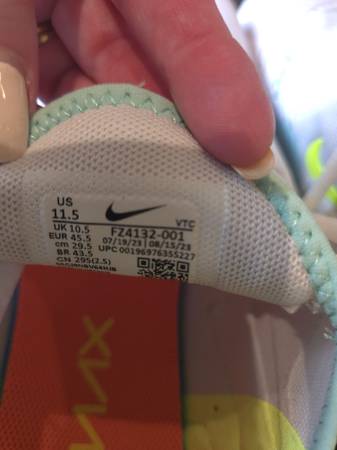 US
11.5
VTC
UK 10.5
FZ4132-001
EUR 45.5
07/19/23 | 08/15/23
cm 29.5
UPC 00196976355227
BR 43.5
CN 295(2.5)
MAX